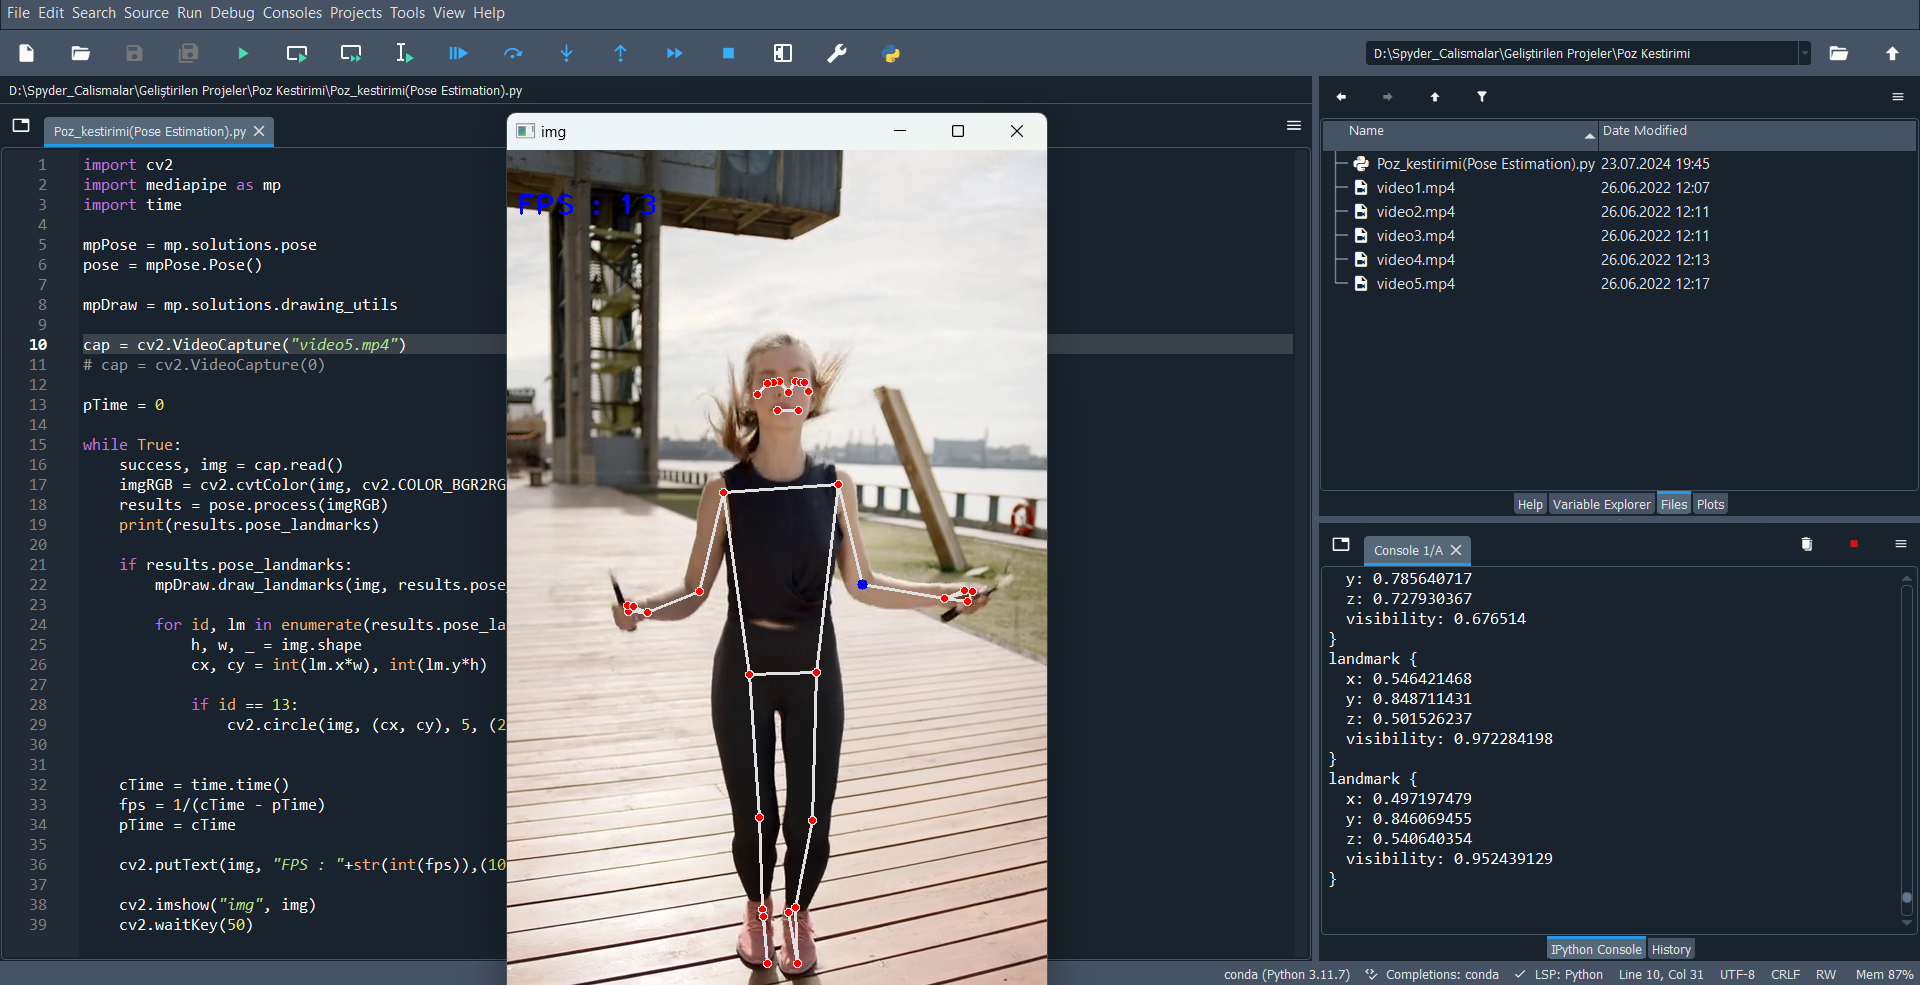 File Edit Search Source Run Debug Consoles Projects Tools View Help
D:\Spyder_Calismalar\Geliştirilen Projeler\Poz Kestirimi
D:\Spyder_Calismalar\Geliştirilen Projeler\Poz Kestirimi\Poz_kestirimi(Pose Estimation).py
Poz_kestirimi(Pose Estimation).py
1 import cv2
2 import mediapipe as mp
3 import time
4
5 mpPose = mp.solutions.pose
6 pose = mpPose.Pose()
7
8 mpDraw = mp.solutions.drawing_utils
9
10 cap = cv2.VideoCapture("video5.mp4")
11 # cap = cv2.VideoCapture(0)
12
13 pTime = 0
14
15 while True:
16 success, img = cap.read()
17 imgRGB = cv2.cvtColor(img, cv2.COLOR_BGR2RG
18 results = pose.process(imgRGB)
19 print(results.pose_landmarks)
20
21 if results.pose_landmarks:
22 mpDraw.draw_landmarks(img, results.pose_
23
24 for id, lm in enumerate(results.pose_la
25 h, w, _ = img.shape
26 cx, cy = int(lm.x*w), int(lm.y*h)
27
28 if id == 13:
29 cv2.circle(img, (cx, cy), 5, (2
30
31
32 cTime = time.time()
33 fps = 1/(cTime - pTime)
34 pTime = cTime
35
36 cv2.putText(img, "FPS : "+str(int(fps)),(10
37
38 cv2.imshow("img", img)
39 cv2.waitKey(50)
img
FPS : 13
Name Date Modified
Poz_kestirimi(Pose Estimation).py 23.07.2024 19:45
video1.mp4 26.06.2022 12:07
video2.mp4 26.06.2022 12:11
video3.mp4 26.06.2022 12:11
video4.mp4 26.06.2022 12:13
video5.mp4 26.06.2022 12:17
Help Variable Explorer Files Plots
Console 1/A
y: 0.785640717
z: 0.727930367
visibility: 0.676514
}
landmark {
x: 0.546421468
y: 0.848711431
z: 0.501526237
visibility: 0.972284198
}
landmark {
x: 0.497197479
y: 0.846069455
z: 0.540640354
visibility: 0.952439129
}
IPython Console History
conda (Python 3.11.7) Completions: conda LSP: Python Line 10, Col 31 UTF-8 CRLF RW Mem 87%